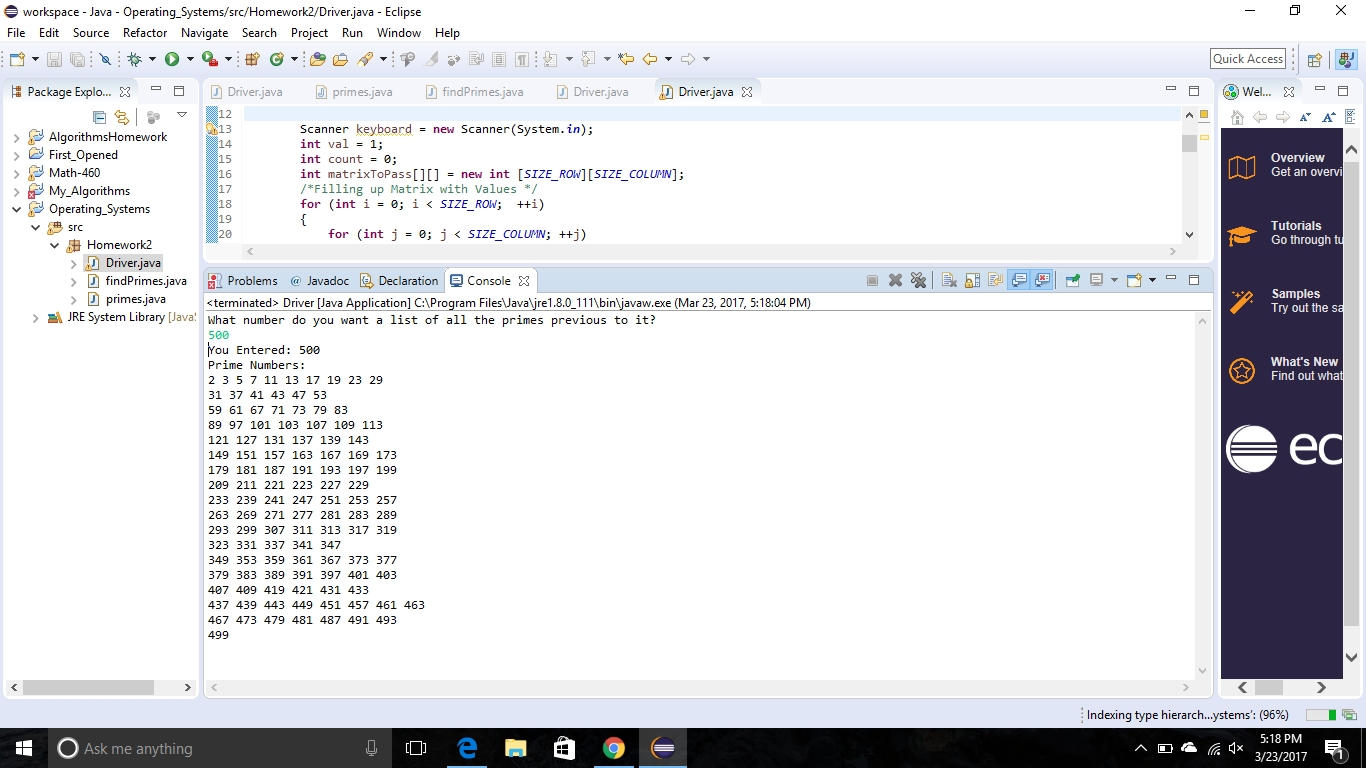 workspace - Java - Operating_Systems/src/Homework2/Driver.java - Eclipse
File Edit Source Refactor Navigate Search Project Run Window Help
Quick Access
Package Explo...
AlgorithmsHomework
First_Opened
Math-460
My_Algorithms
Operating_Systems
src
Homework2
Driver.java
findPrimes.java
primes.java
JRE System Library [Java
Driver.java primes.java findPrimes.java Driver.java Driver.java
12
13 Scanner keyboard = new Scanner(System.in);
14 int val = 1;
15 int count = 0;
16 int matrixToPass[][] = new int [SIZE_ROW][SIZE_COLUMN];
17 /*Filling up Matrix with Values */
18 for (int i = 0; i < SIZE_ROW; ++i)
19 {
20 for (int j = 0; j < SIZE_COLUMN; ++j)
Problems @ Javadoc Declaration Console
<terminated> Driver [Java Application] C:\Program Files\Java\jre1.8.0_111\bin\javaw.exe (Mar 23, 2017, 5:18:04 PM)
What number do you want a list of all the primes previous to it?
500
You Entered: 500
Prime Numbers:
2 3 5 7 11 13 17 19 23 29
31 37 41 43 47 53
59 61 67 71 73 79 83
89 97 101 103 107 109 113
121 127 131 137 139 143
149 151 157 163 167 169 173
179 181 187 191 193 197 199
209 211 221 223 227 229
233 239 241 247 251 253 257
263 269 271 277 281 283 289
293 299 307 311 313 317 319
323 331 337 341 347
349 353 359 361 367 373 377
379 383 389 391 397 401 403
407 409 419 421 431 433
437 439 443 449 451 457 461 463
467 473 479 481 487 491 493
499
Wel...
Overview
Get an overvi
Tutorials
Go through tu
Samples
Try out the sa
What's New
Find out what
ec
Indexing type hierarch...ystems': (96%)
Ask me anything
5:18 PM
3/23/2017
1